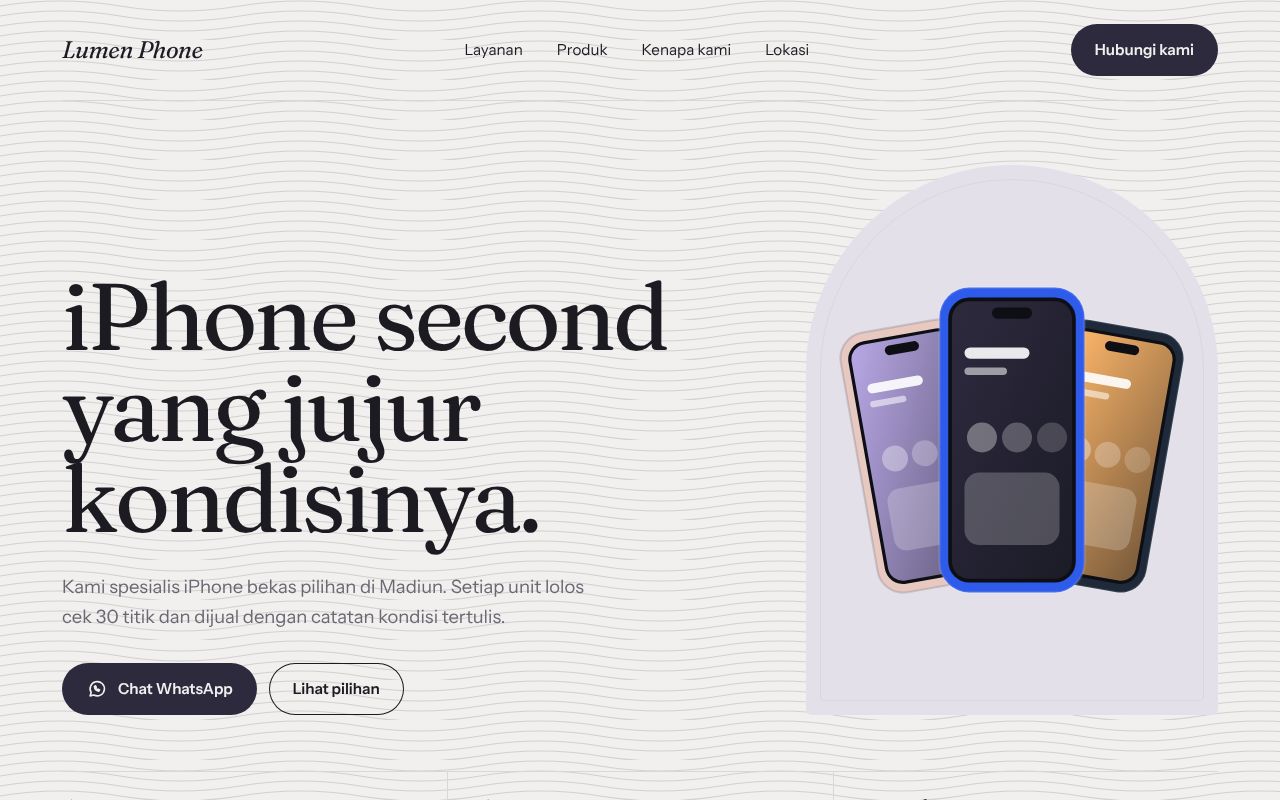 Lumen Phone
Layanan
Produk
Kenapa kami
Lokasi
Hubungi kami
iPhone second
yang jujur
kondisinya.
Kami spesialis iPhone bekas pilihan di Madiun. Setiap unit lolos
cek 30 titik dan dijual dengan catatan kondisi tertulis.
Chat WhatsApp
Lihat pilihan